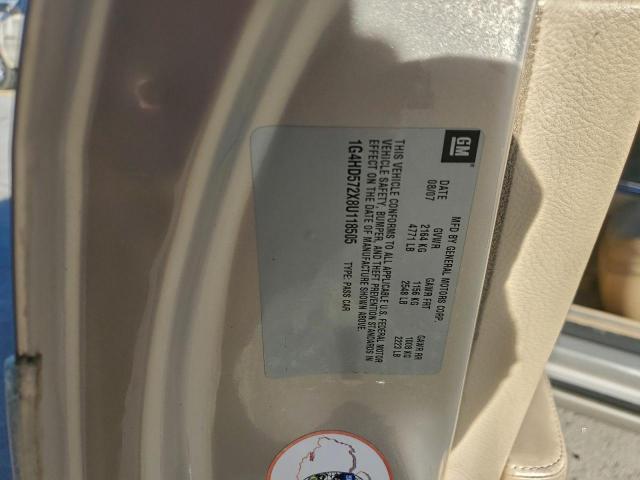 GM
MFD BY GENERAL MOTORS CORP.
DATE GVWR GAWR FRT GAWR RR
08/07 2164 KG 1156 KG 1008 KG
4771 LB 2548 LB 2223 LB
THIS VEHICLE CONFORMS TO ALL APPLICABLE U.S. FEDERAL MOTOR
VEHICLE SAFETY, BUMPER, AND THEFT PREVENTION STANDARDS IN
EFFECT ON THE DATE OF MANUFACTURE SHOWN ABOVE.
1G4HD572X8U118505 TYPE: PASS CAR